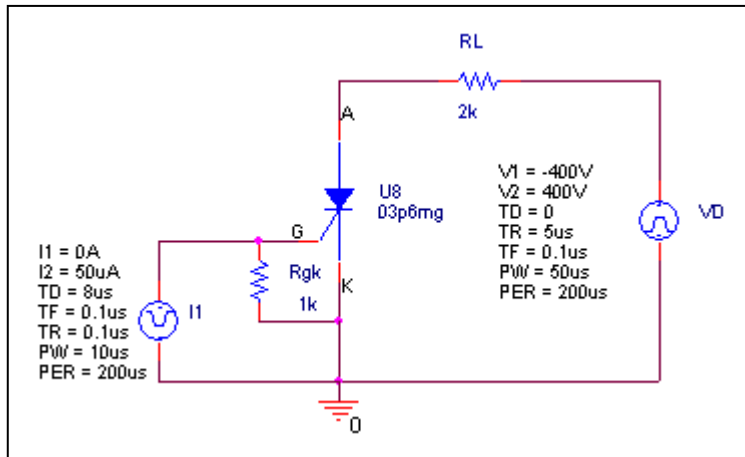 RL
2k
A
U8
03p6mg
G
Rgk
1k
K
I1 = 0A
I2 = 50uA
TD = 8us
TF = 0.1us
TR = 0.1us
PW = 10us
PER = 200us
I1
V1 = -400V
V2 = 400V
TD = 0
TR = 5us
TF = 0.1us
PW = 50us
PER = 200us
VD
0